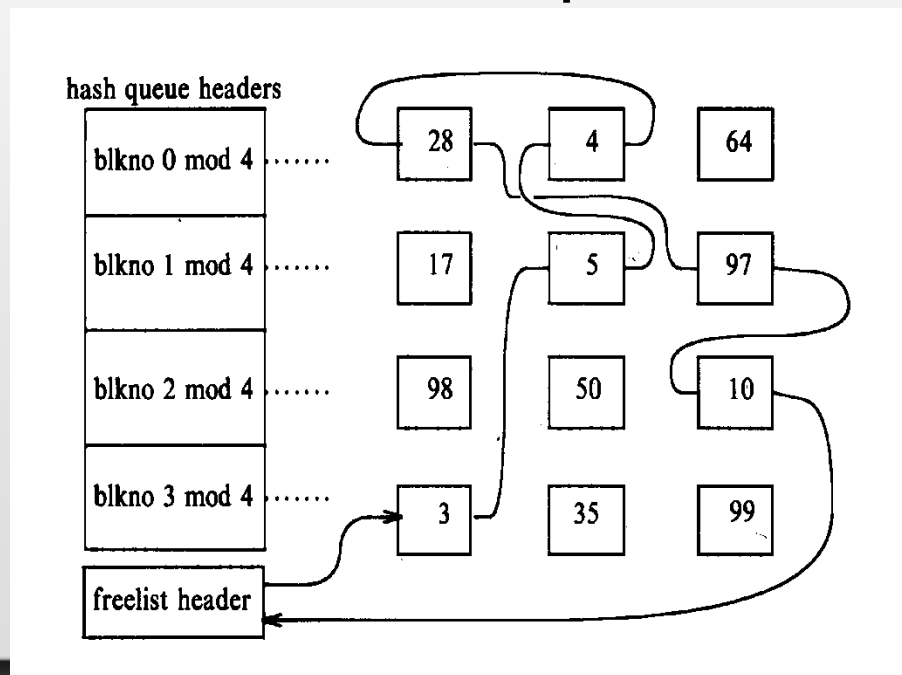 hash queue headers
blkno 0 mod 4 ....... 28 4 64
blkno 1 mod 4 ....... 17 5 97
blkno 2 mod 4 ....... 98 50 10
blkno 3 mod 4 ....... 3 35 99
freelist header